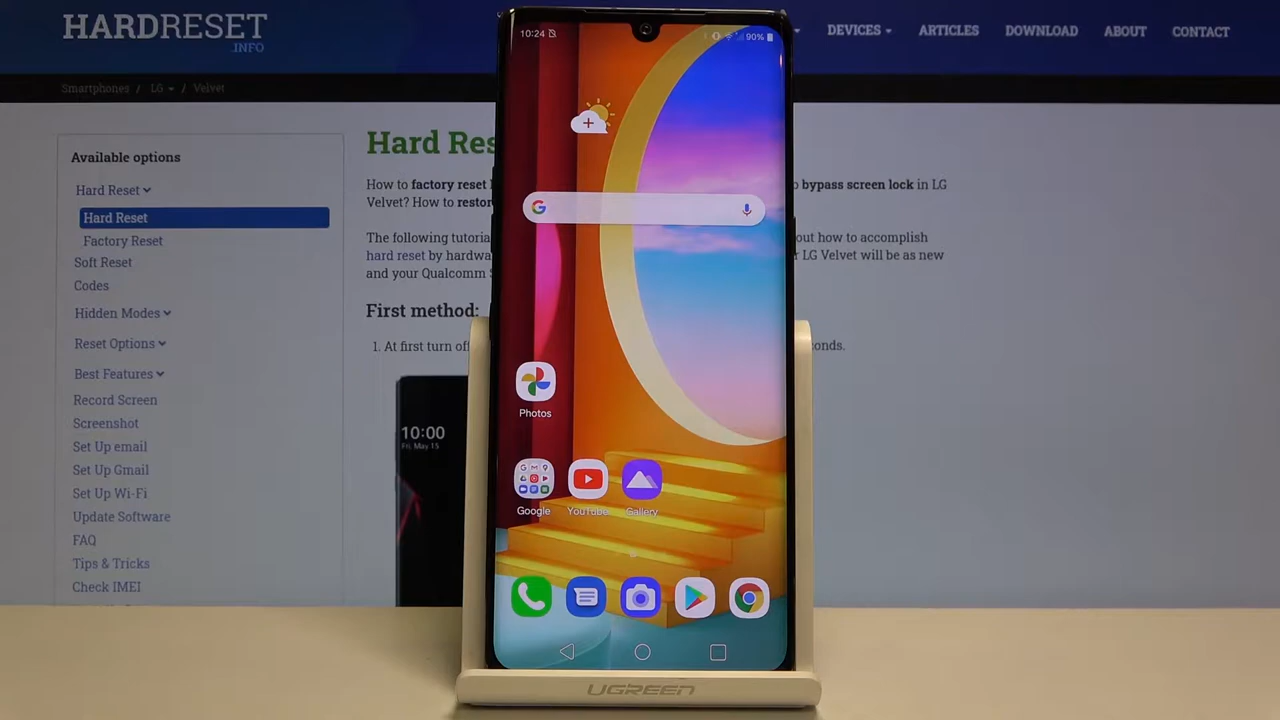 HARDRESET
.INFO
DEVICES
ARTICLES
DOWNLOAD
ABOUT
CONTACT
Smartphones / LG / Velvet
Available options
Hard Reset
Hard Reset
Factory Reset
Soft Reset
Codes
Hidden Modes
Reset Options
Best Features
Record Screen
Screenshot
Set Up email
Set Up Gmail
Set Up Wi-Fi
Update Software
FAQ
Tips & Tricks
Check IMEI
Hard Res
How to factory reset bypass screen lock in LG
Velvet? How to restor
The following tutoria out how to accomplish
hard reset by hardwa LG Velvet will be as new
and your Qualcomm
First method:
1. At first turn of conds.
10:00
Fri, May 15
10:24
90%
Photos
Google
YouTube
Gallery
UGREEN